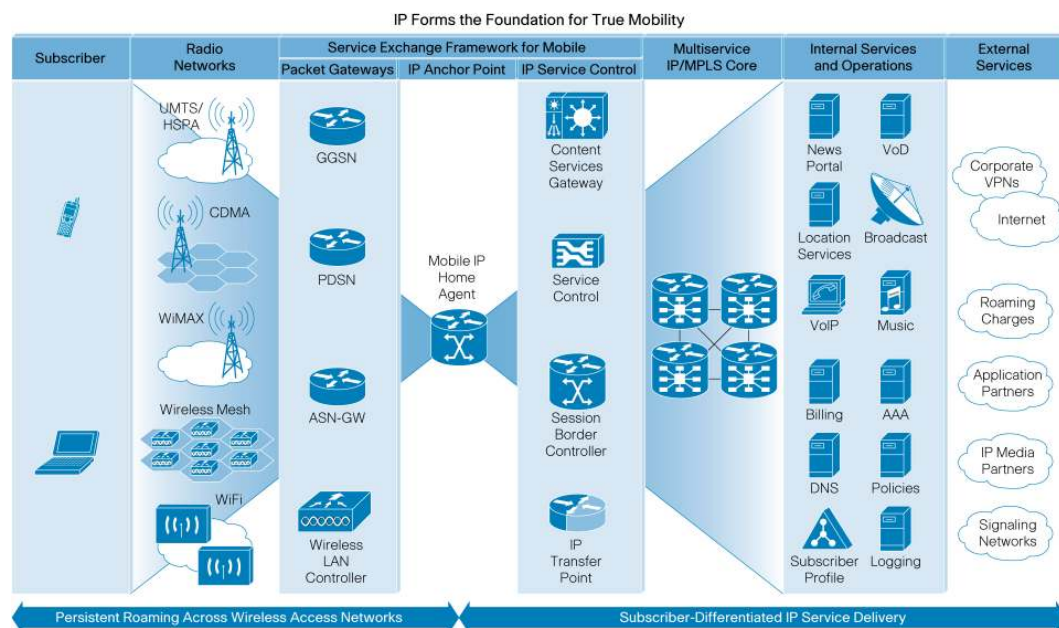 IP Forms the Foundation for True Mobility
Subscriber
Radio
Networks
Service Exchange Framework for Mobile
Packet Gateways
IP Anchor Point
IP Service Control
Multiservice
IP/MPLS Core
Internal Services
and Operations
External
Services
UMTS/
HSPA
CDMA
WiMAX
Wireless Mesh
WiFi
GGSN
PDSN
ASN-GW
Wireless
LAN
Controller
Mobile IP
Home
Agent
Content
Services
Gateway
Service
Control
Session
Border
Controller
IP
Transfer
Point
News
Portal
VoD
Location
Services
Broadcast
VoIP
Music
Billing
AAA
DNS
Policies
Subscriber
Profile
Logging
Corporate
VPNs
Internet
Roaming
Charges
Application
Partners
IP Media
Partners
Signaling
Networks
Persistent Roaming Across Wireless Access Networks
Subscriber-Differentiated IP Service Delivery